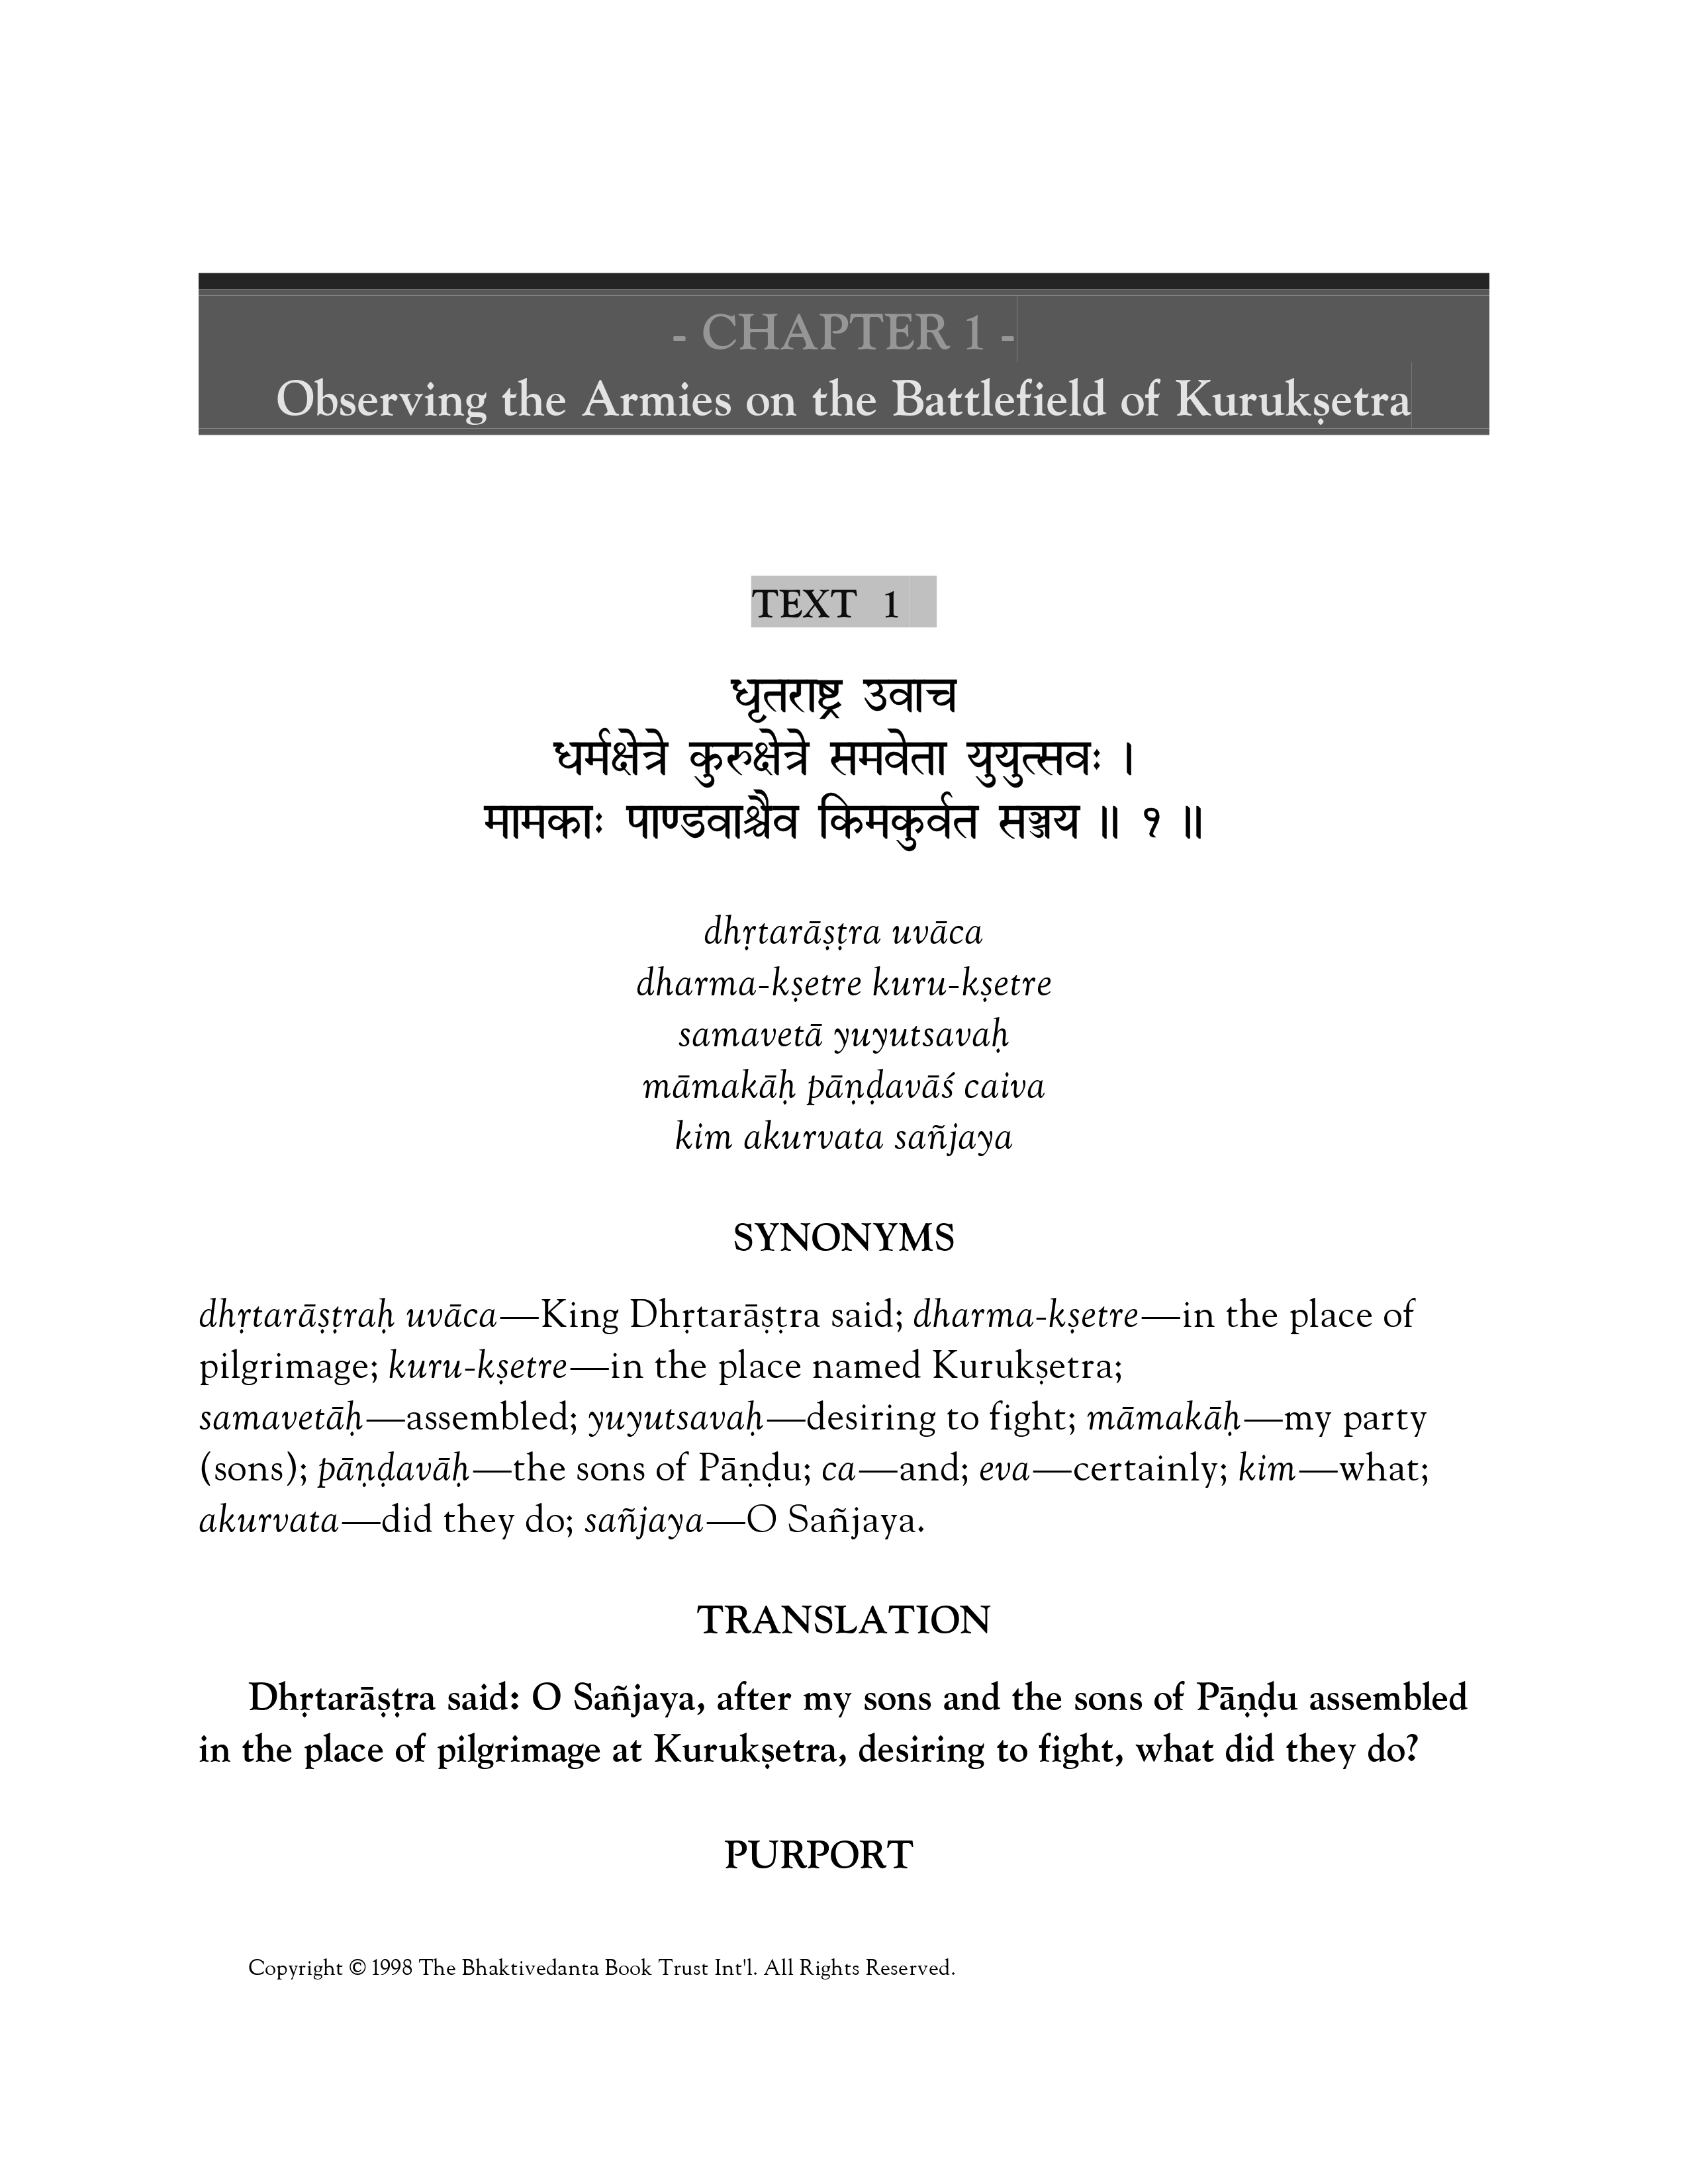 - CHAPTER 1 -
Observing the Armies on the Battlefield of Kurukṣetra
TEXT 1
धृतराष्ट्र उवाच
धर्मक्षेत्रे कुरुक्षेत्रे समवेता युयुत्सवः ।
मामकाः पाण्डवाश्चैव किमकुर्वत सञ्जय ॥ १ ॥
dhṛtarāṣṭra uvāca
dharma-kṣetre kuru-kṣetre
samavetā yuyutsavaḥ
māmakāḥ pāṇḍavāś caiva
kim akurvata sañjaya
SYNONYMS
dhṛtarāṣṭraḥ uvāca—King Dhṛtarāṣṭra said; dharma-kṣetre—in the place of
pilgrimage; kuru-kṣetre—in the place named Kurukṣetra;
samavetāḥ—assembled; yuyutsavaḥ—desiring to fight; māmakāḥ—my party
(sons); pāṇḍavāḥ—the sons of Pāṇḍu; ca—and; eva—certainly; kim—what;
akurvata—did they do; sañjaya—O Sañjaya.
TRANSLATION
Dhṛtarāṣṭra said: O Sañjaya, after my sons and the sons of Pāṇḍu assembled
in the place of pilgrimage at Kurukṣetra, desiring to fight, what did they do?
PURPORT
Copyright © 1998 The Bhaktivedanta Book Trust Int'l. All Rights Reserved.